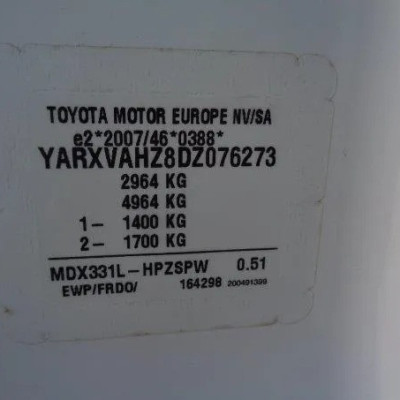 TOYOTA MOTOR EUROPE NV/SA
e2*2007/46*0388*
YARXVAHZ8DZ076273
2964 KG
4964 KG
1- 1400 KG
2- 1700 KG
MDX331L-HPZSPW 0.51
EWP/FRDO/ 164298 200491399